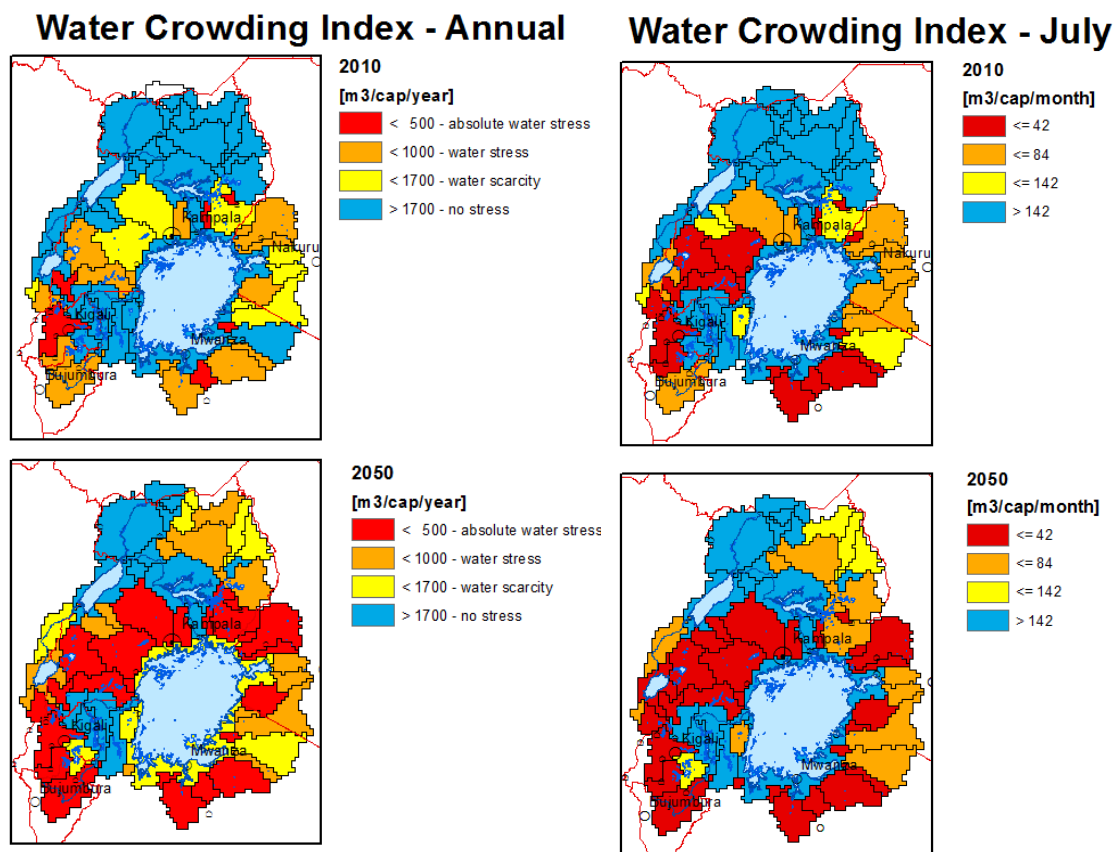 Water Crowding Index - Annual
Water Crowding Index - July
2010
[m3/cap/year]
< 500 - absolute water stress
< 1000 - water stress
< 1700 - water scarcity
> 1700 - no stress
Kampala
Nakuru
Kigali
Mwanza
Bujumbura
2010
[m3/cap/month]
<= 42
<= 84
<= 142
> 142
Kampala
Nakuru
Kigali
Mwanza
Bujumbura
2050
[m3/cap/year]
< 500 - absolute water stress
< 1000 - water stress
< 1700 - water scarcity
> 1700 - no stress
Kampala
Kigali
Mwanza
Bujumbura
2050
[m3/cap/month]
<= 42
<= 84
<= 142
> 142
Kampala
Kigali
Mwanza
Bujumbura